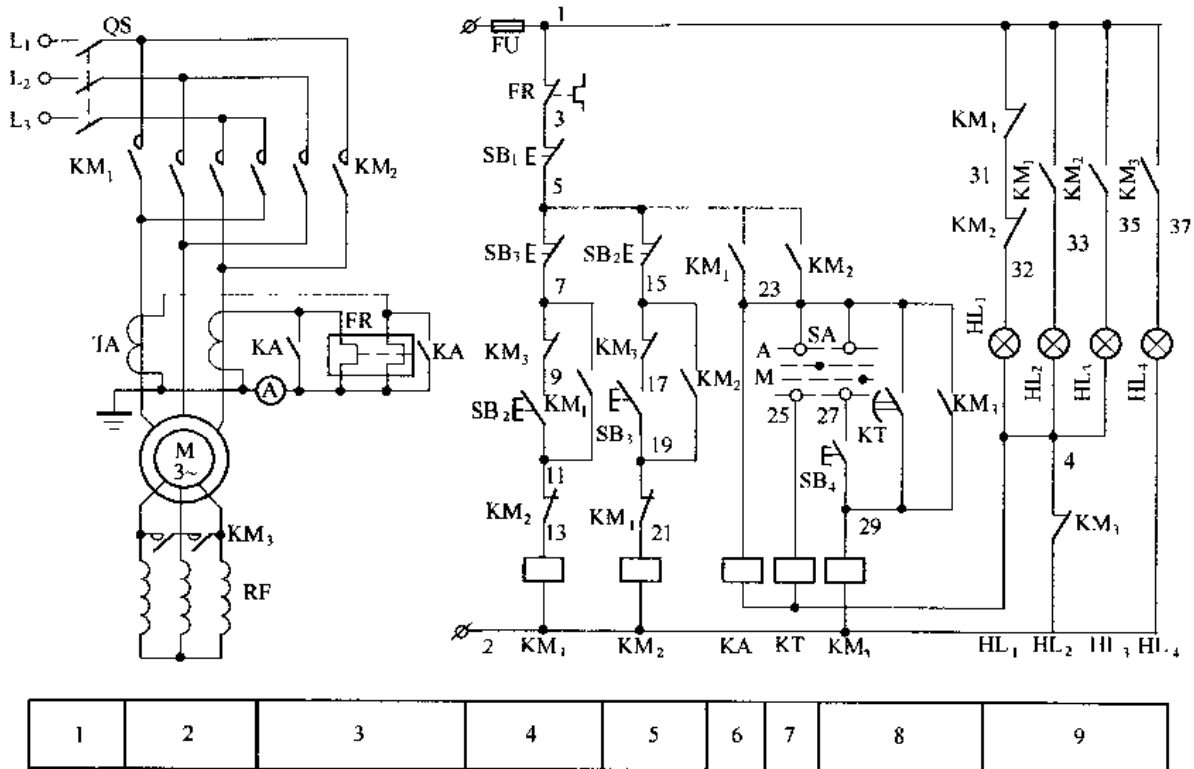 L₁ QS
L₂
L₃
KM₁ KM₂
TA KA FR KA
A
M
3~
KM₃
RF
1
FU
FR
3
SB₁
5
SB₃ SB₂ KM₁ KM₂
7 15 23
KM₃ KM₃ A SA
9 17 M
SB₂ KM₁ SB₃ KM₂ 25 27 KT KM₃
11 19 SB₄
KM₂ KM₁
13 21 29
2 KM₁ KM₂ KA KT KM₃ HL₁ HL₂ HL₃ HL₄
KM₁
31 KM₁ KM₂ KM₃
KM₂ 33 35 37
32
HL₁ HL₂ HL₃ HL₄
4
KM₃
1 2 3 4 5 6 7 8 9